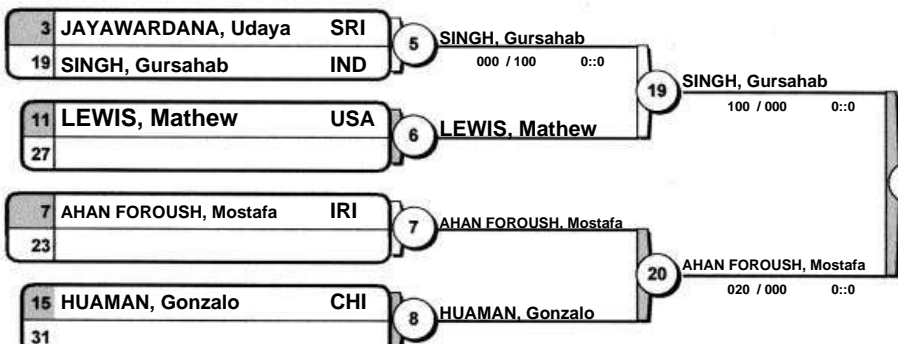 3 JAYAWARDANA, Udaya SRI
19 SINGH, Gursahab IND
5
SINGH, Gursahab
000 / 100 0::0
11 LEWIS, Mathew USA
27
6
LEWIS, Mathew
19
SINGH, Gursahab
100 / 000 0::0
7 AHAN FOROUSH, Mostafa IRI
23
7
AHAN FOROUSH, Mostafa
15 HUAMAN, Gonzalo CHI
31
8
HUAMAN, Gonzalo
20
AHAN FOROUSH, Mostafa
020 / 000 0::0